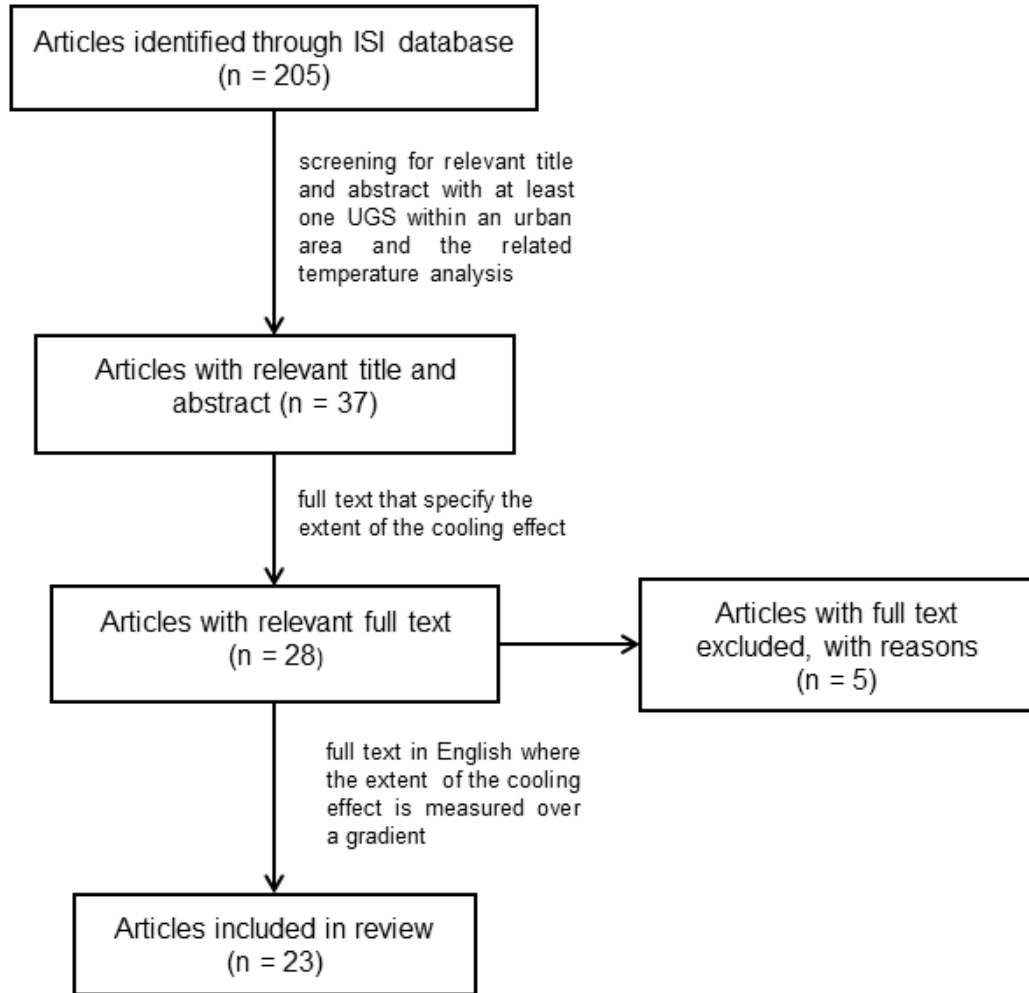 Articles identified through ISI database
(n = 205)
screening for relevant title
and abstract with at least
one UGS within an urban
area and the related
temperature analysis
Articles with relevant title and
abstract (n = 37)
full text that specify the
extent of the cooling effect
Articles with relevant full text
(n = 28)
Articles with full text
excluded, with reasons
(n = 5)
full text in English where
the extent of the cooling
effect is measured over
a gradient
Articles included in review
(n = 23)